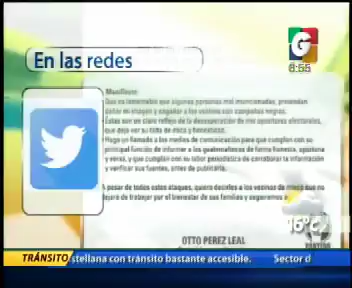 En las redes
G
6:55
Manifiesto
Que es lamentable que algunas personas mal intencionadas, pretendan
dañar mi imagen y engañar a los vecinos con campañas negras.
Estas son un claro reflejo de la desesperación de mis opositores electorales,
que deja ver su falta de ética y honestidad.
Hago un llamado a los medios de comunicación para que cumplan con su
principal función de informar a los guatemaltecos de forma honesta, oportuna
y veraz, y que cumplan con su labor periodística de corroborar la información
y verificar sus fuentes, antes de publicarla.
A pesar de todos estos ataques, quiero decirles a los vecinos de mixco que no
dejaré de trabajar por el bienestar de sus familias y seguiremos a
OTTO PEREZ LEAL
16°C
PARTIDO
TRÁNSITO
stellana con tránsito bastante accesible. Sector d